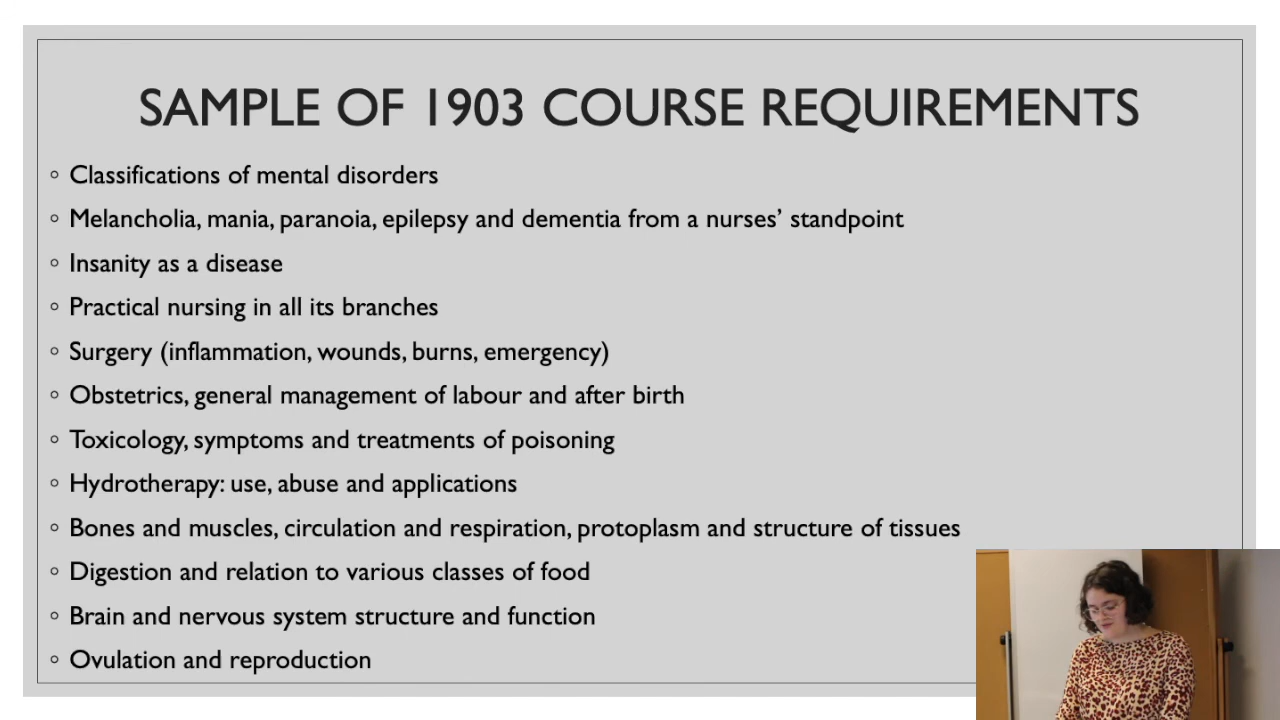 SAMPLE OF 1903 COURSE REQUIREMENTS
◦ Classifications of mental disorders
◦ Melancholia, mania, paranoia, epilepsy and dementia from a nurses’ standpoint
◦ Insanity as a disease
◦ Practical nursing in all its branches
◦ Surgery (inflammation, wounds, burns, emergency)
◦ Obstetrics, general management of labour and after birth
◦ Toxicology, symptoms and treatments of poisoning
◦ Hydrotherapy: use, abuse and applications
◦ Bones and muscles, circulation and respiration, protoplasm and structure of tissues
◦ Digestion and relation to various classes of food
◦ Brain and nervous system structure and function
◦ Ovulation and reproduction